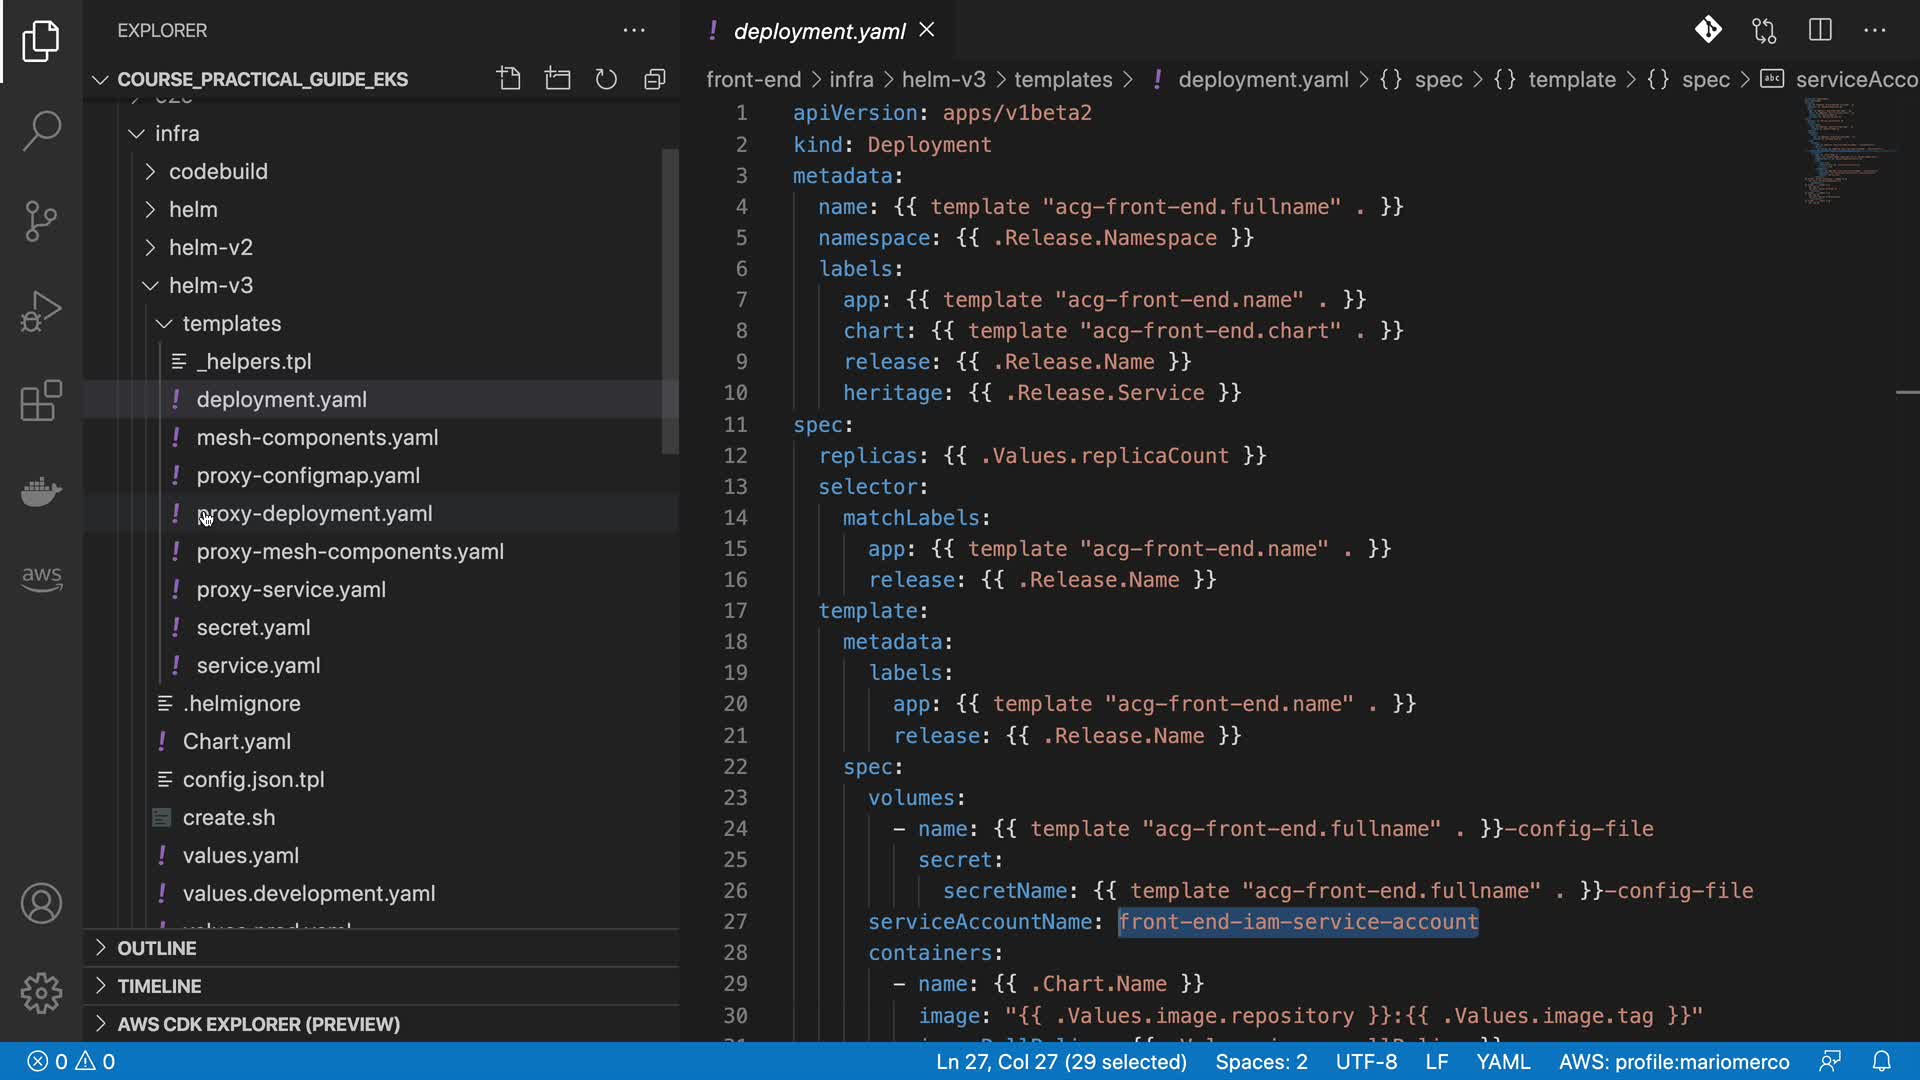 EXPLORER
COURSE_PRACTICAL_GUIDE_EKS
infra
codebuild
helm
helm-v2
helm-v3
templates
_helpers.tpl
deployment.yaml
mesh-components.yaml
proxy-configmap.yaml
proxy-deployment.yaml
proxy-mesh-components.yaml
proxy-service.yaml
secret.yaml
service.yaml
.helmignore
Chart.yaml
config.json.tpl
create.sh
values.yaml
values.development.yaml
OUTLINE
TIMELINE
AWS CDK EXPLORER (PREVIEW)
aws
! deployment.yaml
front-end > infra > helm-v3 > templates > ! deployment.yaml > {} spec > {} template > {} spec > abc serviceAcco
1 apiVersion: apps/v1beta2
2 kind: Deployment
3 metadata:
4 name: {{ template "acg-front-end.fullname" . }}
5 namespace: {{ .Release.Namespace }}
6 labels:
7 app: {{ template "acg-front-end.name" . }}
8 chart: {{ template "acg-front-end.chart" . }}
9 release: {{ .Release.Name }}
10 heritage: {{ .Release.Service }}
11 spec:
12 replicas: {{ .Values.replicaCount }}
13 selector:
14 matchLabels:
15 app: {{ template "acg-front-end.name" . }}
16 release: {{ .Release.Name }}
17 template:
18 metadata:
19 labels:
20 app: {{ template "acg-front-end.name" . }}
21 release: {{ .Release.Name }}
22 spec:
23 volumes:
24 - name: {{ template "acg-front-end.fullname" . }}-config-file
25 secret:
26 secretName: {{ template "acg-front-end.fullname" . }}-config-file
27 serviceAccountName: front-end-iam-service-account
28 containers:
29 - name: {{ .Chart.Name }}
30 image: "{{ .Values.image.repository }}:{{ .Values.image.tag }}"
0 0 Ln 27, Col 27 (29 selected) Spaces: 2 UTF-8 LF YAML AWS: profile:mariomerco